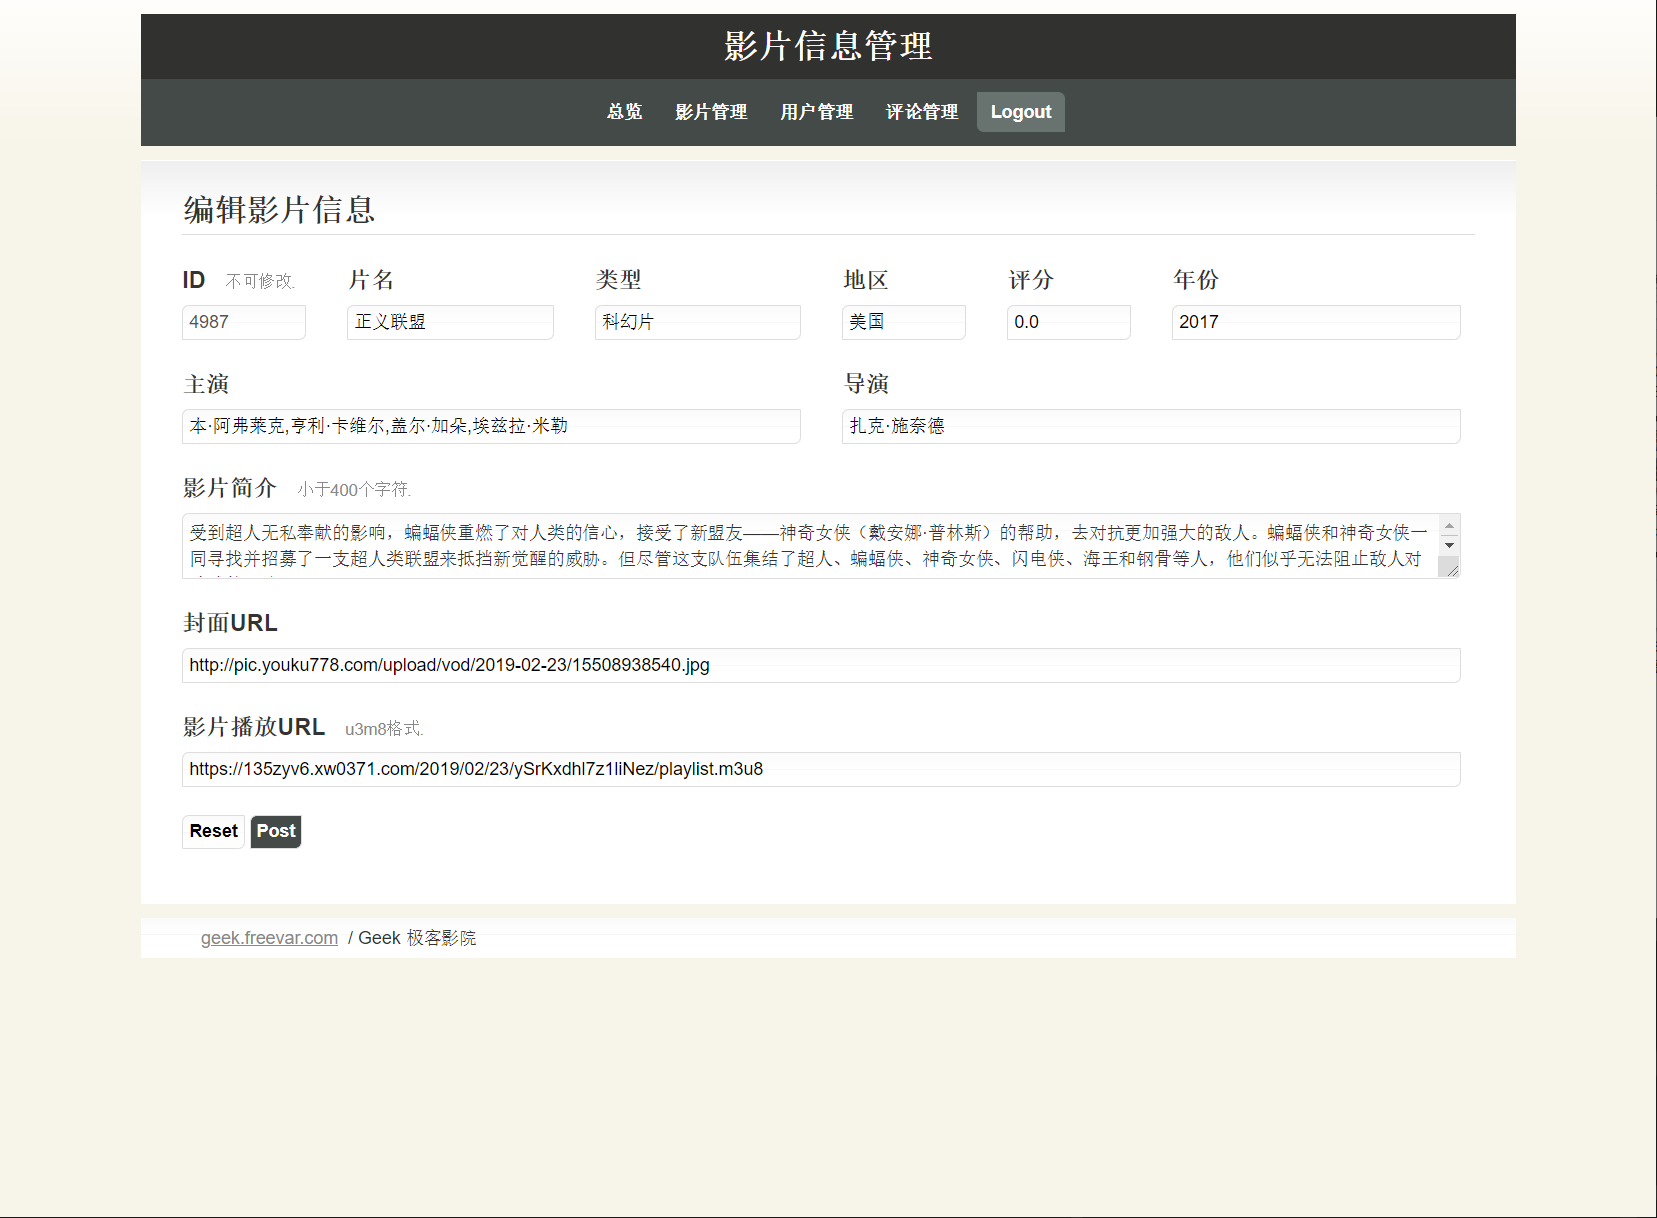 影片信息管理
总览 影片管理 用户管理 评论管理 Logout
编辑影片信息
ID 不可修改. 片名 类型 地区 评分 年份
4987 正义联盟 科幻片 美国 0.0 2017
主演 导演
本·阿弗莱克,亨利·卡维尔,盖尔·加朵,埃兹拉·米勒 扎克·施奈德
影片简介 小于400个字符.
受到超人无私奉献的影响，蝙蝠侠重燃了对人类的信心，接受了新盟友——神奇女侠（戴安娜·普林斯）的帮助，去对抗更加强大的敌人。蝙蝠侠和神奇女侠一
同寻找并招募了一支超人类联盟来抵挡新觉醒的威胁。但尽管这支队伍集结了超人、蝙蝠侠、神奇女侠、闪电侠、海王和钢骨等人，他们似乎无法阻止敌人对
封面URL
http://pic.youku778.com/upload/vod/2019-02-23/15508938540.jpg
影片播放URL u3m8格式.
https://135zyv6.xw0371.com/2019/02/23/ySrKxdhl7z1liNez/playlist.m3u8
Reset Post
geek.freevar.com / Geek 极客影院